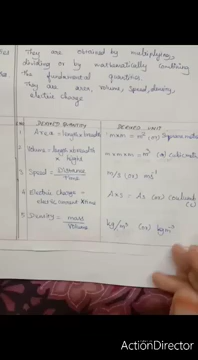 They are obtained by multiplying,
dividing or by mathematically combining
the fundamental quantities.
They are area, volume, speed, density,
electric charge
DERIVED QUANTITY DERIVED UNIT
1 Area = length x breadth m x m = m² (or) square metre
2 Volume = length x breadth x height m x m x m = m³ (or) cubic metre
3 Speed = Distance / Time m/s (or) ms⁻¹
4 Electric charge = electric current x time A x s = As (or) coulomb (C)
5 Density = mass / volume kg/m³ (or) kgm⁻³
ActionDirector